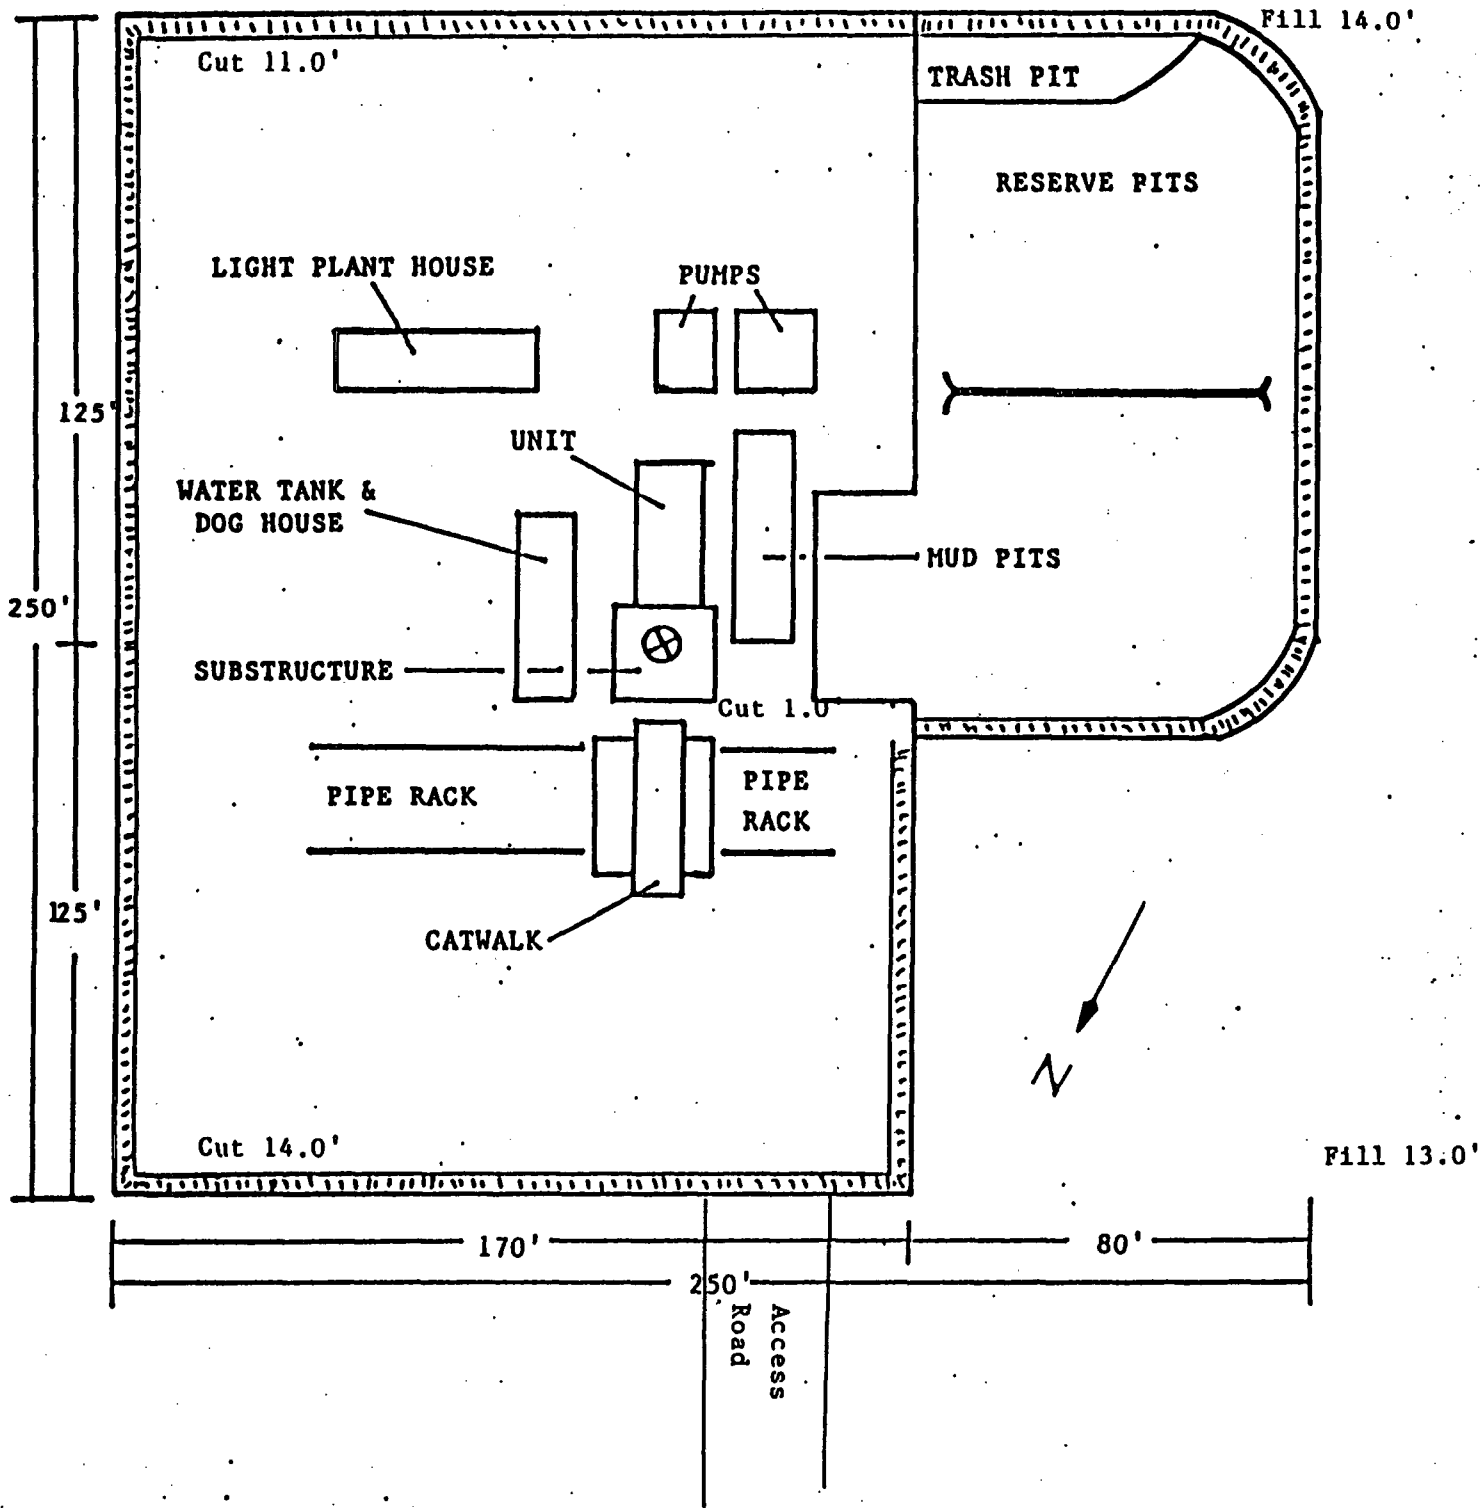 Fill 14.0'
Cut 11.0'
TRASH PIT
RESERVE PITS
LIGHT PLANT HOUSE
PUMPS
125'
UNIT
WATER TANK &
DOG HOUSE
MUD PITS
250'
SUBSTRUCTURE
Cut 1.0
PIPE RACK
PIPE
RACK
125'
CATWALK
N
Cut 14.0'
Fill 13.0'
170'
80'
250'
Access
Road